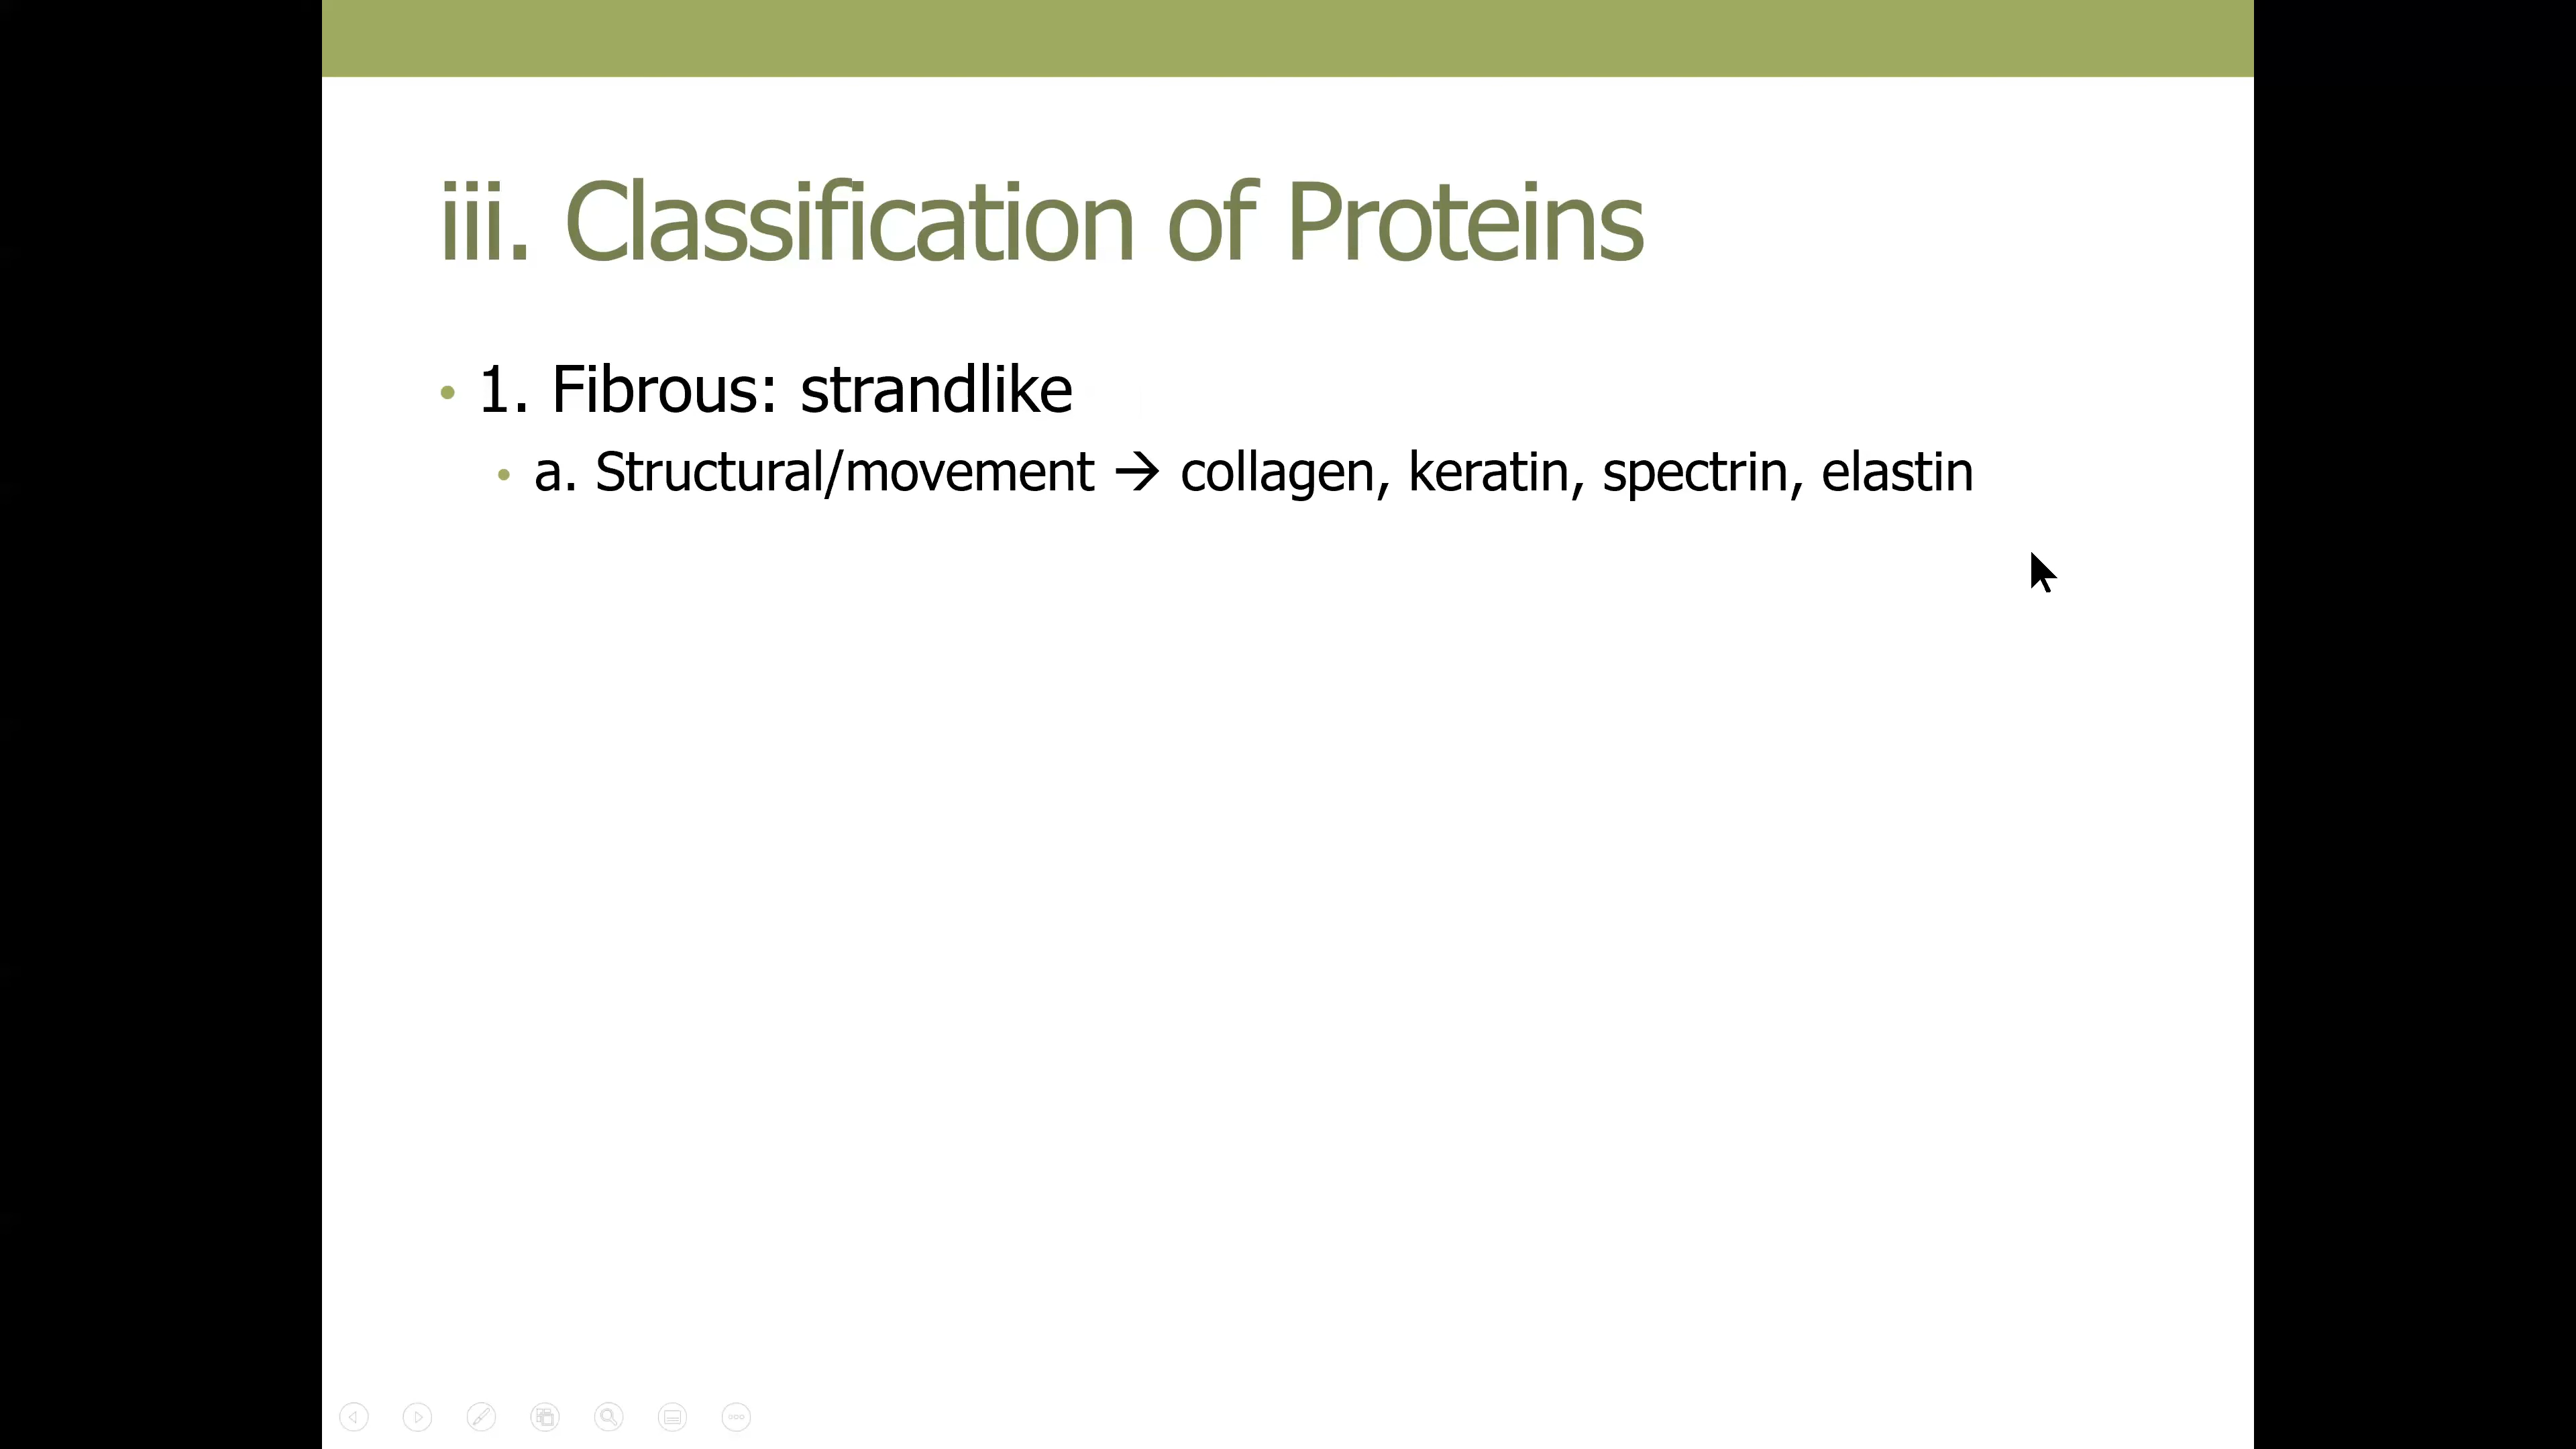 iii. Classification of Proteins
• 1. Fibrous: strandlike
• a. Structural/movement → collagen, keratin, spectrin, elastin